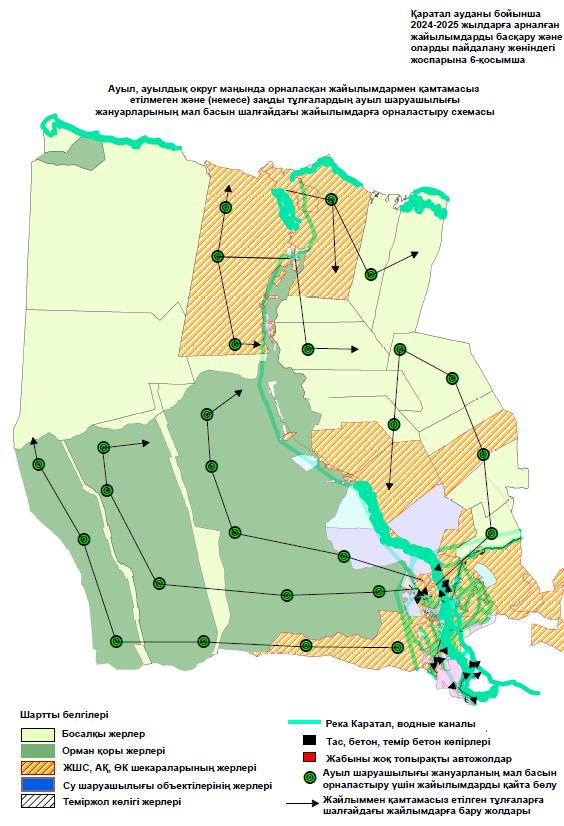 Қаратал ауданы бойынша
2024-2025 жылдарға арналған
жайылымдарды басқару және
оларды пайдалану жөніндегі
жоспарына 6-қосымша
Ауыл, ауылдық округ маңында орналасқан жайылымдармен қамтамасыз
етілмеген және (немесе) заңды тұлғалардың ауыл шаруашылығы
жануарларының мал басын шалғайдағы жайылымдарға орналастыру схемасы
Шартты белгілері
Босалқы жерлер
Орман қоры жерлері
ЖШС, АҚ, ӨК шекараларының жерлері
Су шаруашылығы объектілерінің жерлері
Теміржол көлігі жерлері
Река Каратал, водные каналы
Тас, бетон, темір бетон көпірлері
Жабыны жоқ топырақты автожолдар
Ауыл шаруашылығы жануарланың мал басын
орналастыру үшін жайылымдарды қайта бөлу
Жайылыммен қамтамасыз етілген тұлғаларға
шалғайдағы жайлымдарға бару жолдары